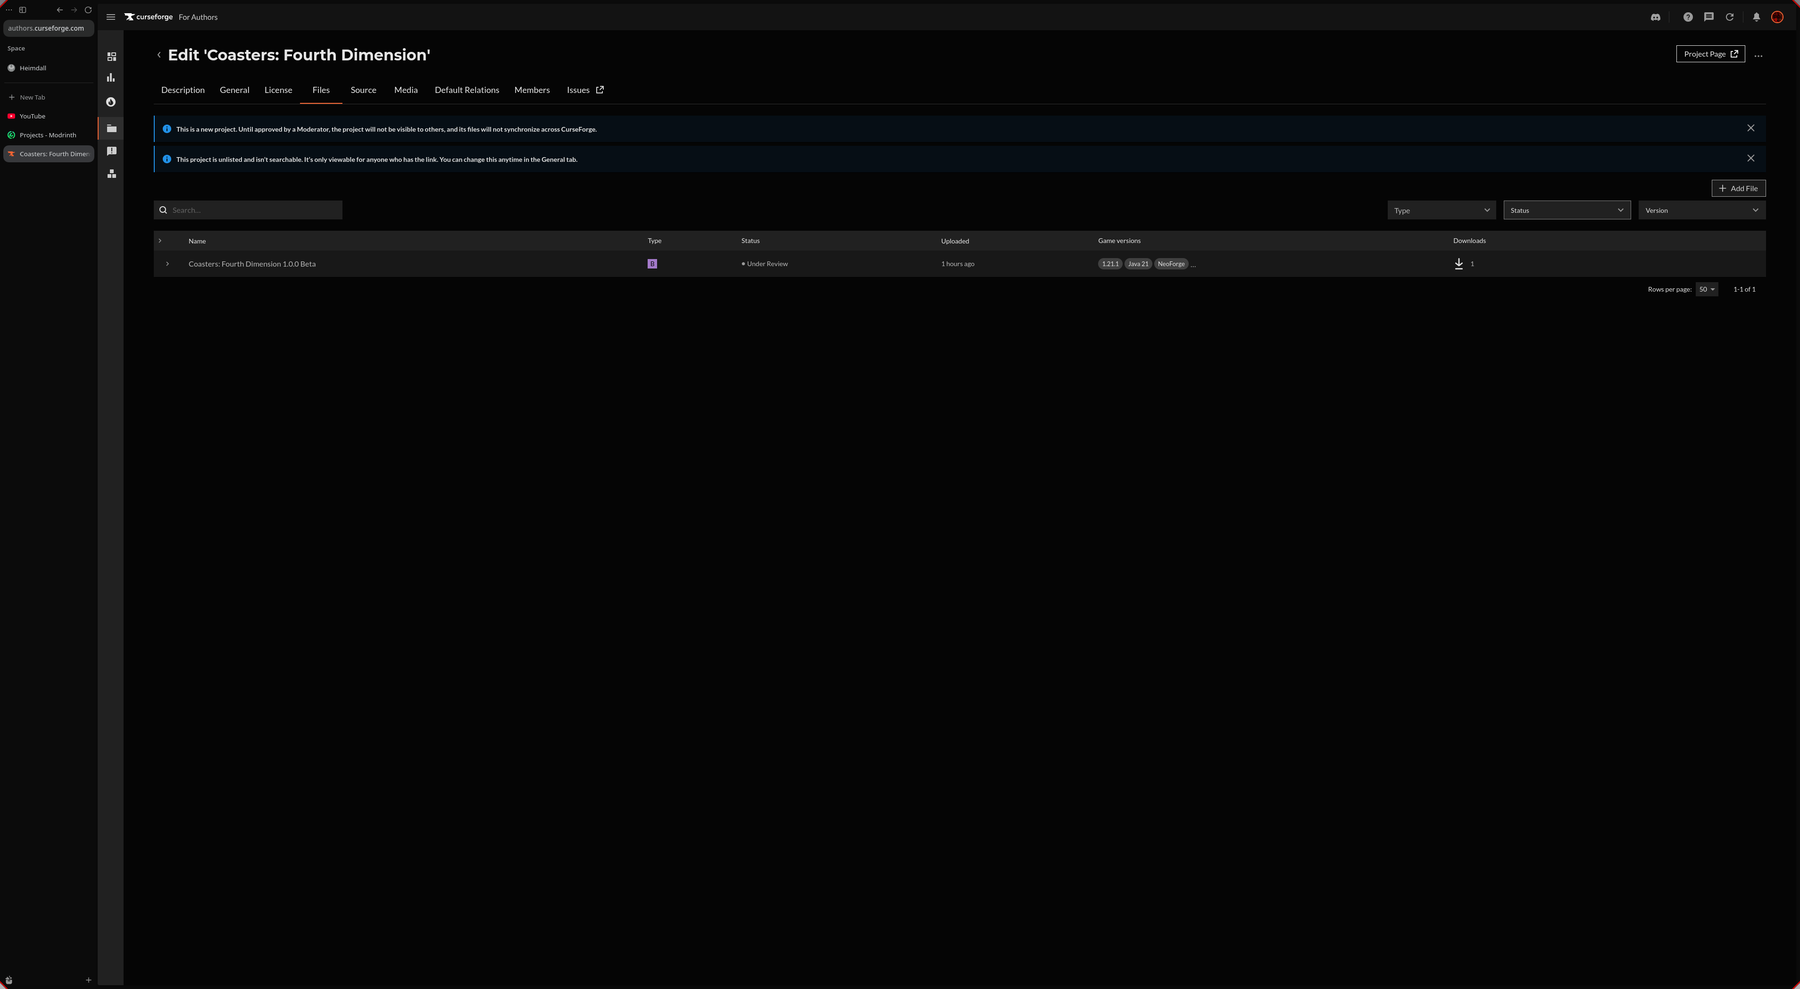 authors.curseforge.com
Space
Heimdall
New Tab
YouTube
Projects - Modrinth
Coasters: Fourth Dimen
curseforge For Authors
Edit 'Coasters: Fourth Dimension'
Project Page
Description General License Files Source Media Default Relations Members Issues
This is a new project. Until approved by a Moderator, the project will not be visible to others, and its files will not synchronize across CurseForge.
This project is unlisted and isn't searchable. It's only viewable for anyone who has the link. You can change this anytime in the General tab.
Add File
Search... Type Status Version
Name Type Status Uploaded Game versions Downloads
Coasters: Fourth Dimension 1.0.0 Beta B Under Review 1 hours ago 1.21.1 Java 21 NeoForge ... 1
Rows per page: 50 1-1 of 1